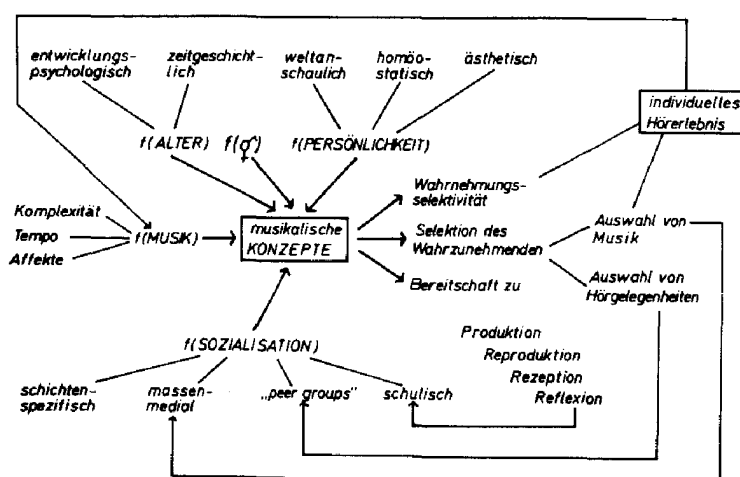 entwicklungs-
psychologisch
zeitgeschicht-
lich
weltan-
schaulich
homöo-
statisch
ästhetisch
individuelles
Hörerlebnis
f(ALTER)
f(⚥)
f(PERSÖNLICHKEIT)
Wahrnehmungs-
selektivität
Komplexität
Tempo
Affekte
f(MUSIK)
musikalische
KONZEPTE
Selektion des
Wahrzunehmenden
Auswahl von
Musik
Bereitschaft zu
Auswahl von
Hörgelegenheiten
Produktion
Reproduktion
Rezeption
Reflexion
f(SOZIALISATION)
schichten-
spezifisch
massen-
medial
„peer groups"
schulisch